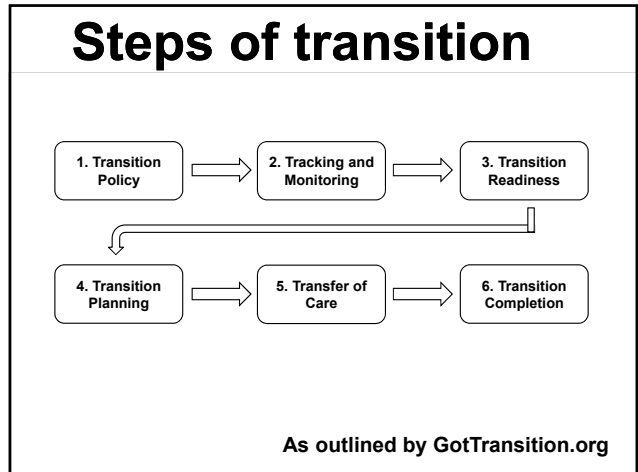 Steps of transition
1. Transition
Policy
2. Tracking and
Monitoring
3. Transition
Readiness
4. Transition
Planning
5. Transfer of
Care
6. Transition
Completion
As outlined by GotTransition.org